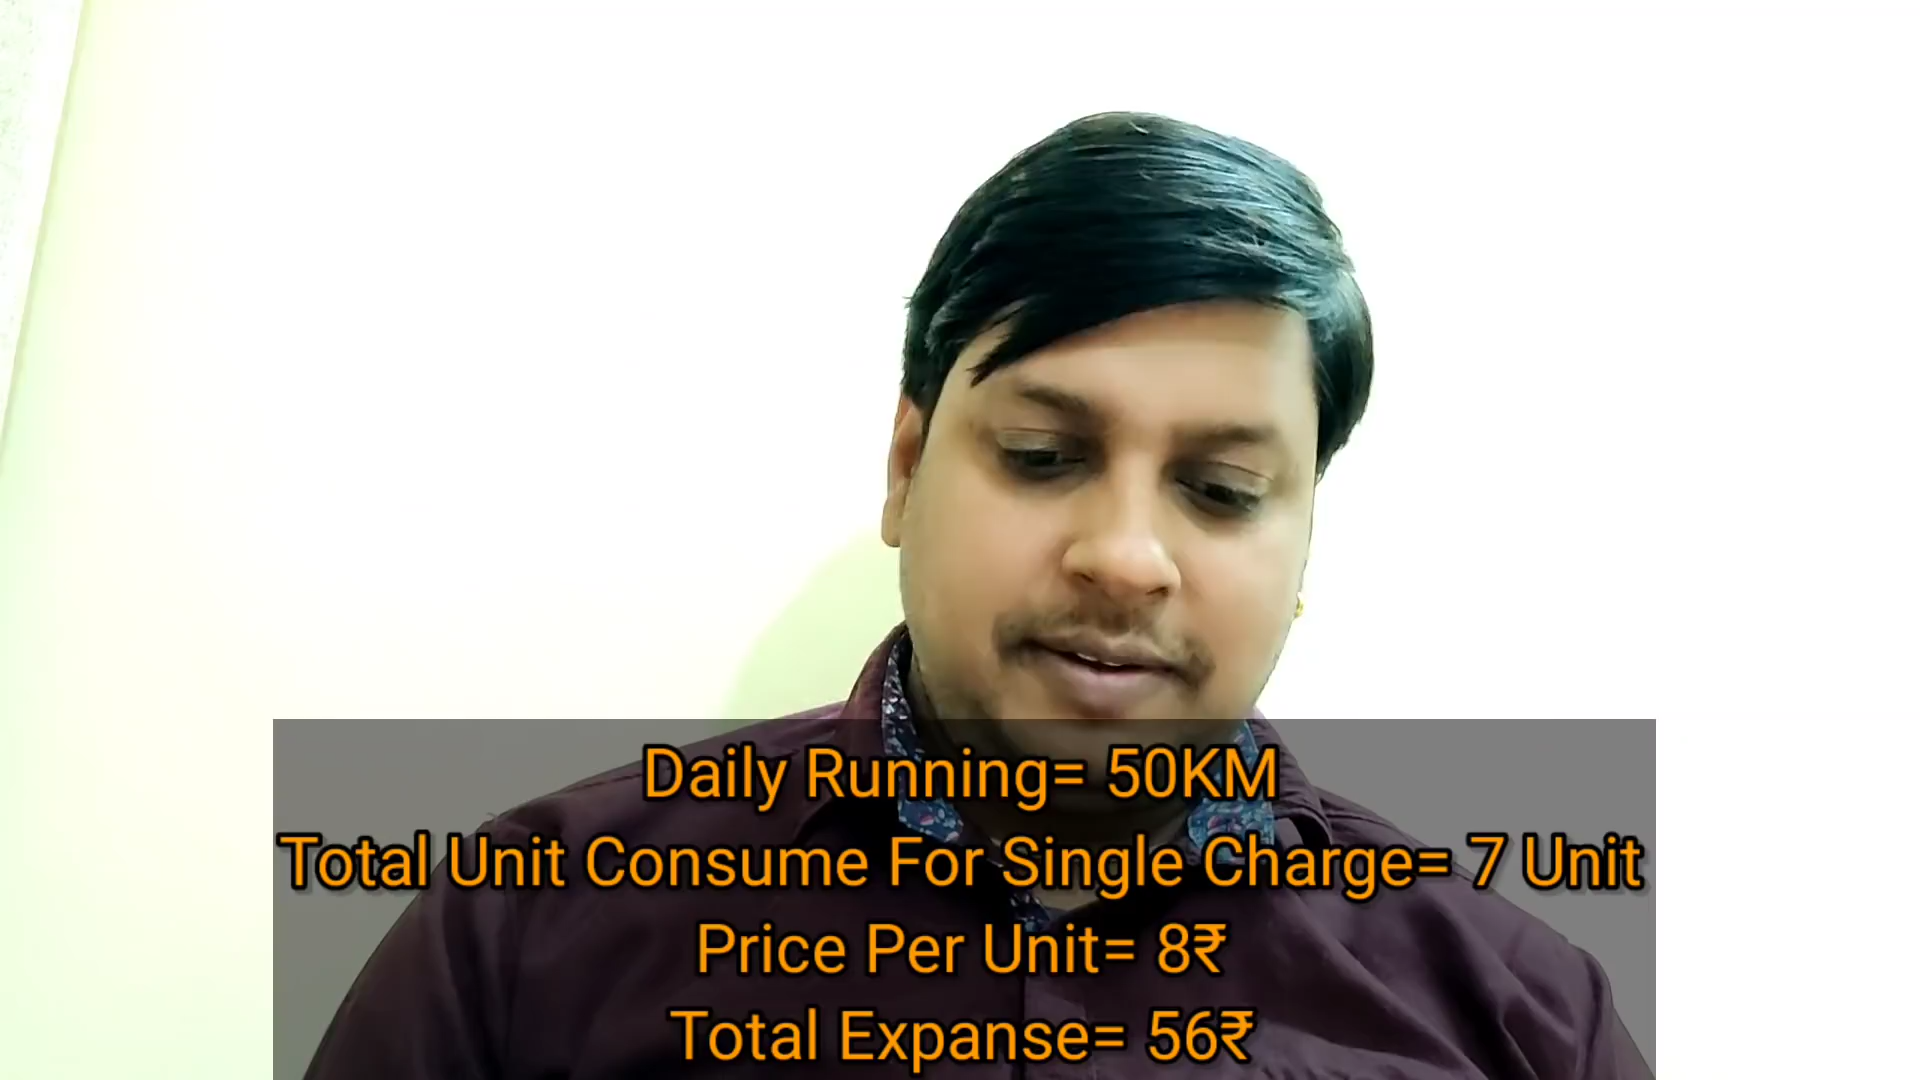 Daily Running= 50KM
Total Unit Consume For Single Charge= 7 Unit
Price Per Unit= 8₹
Total Expanse= 56₹